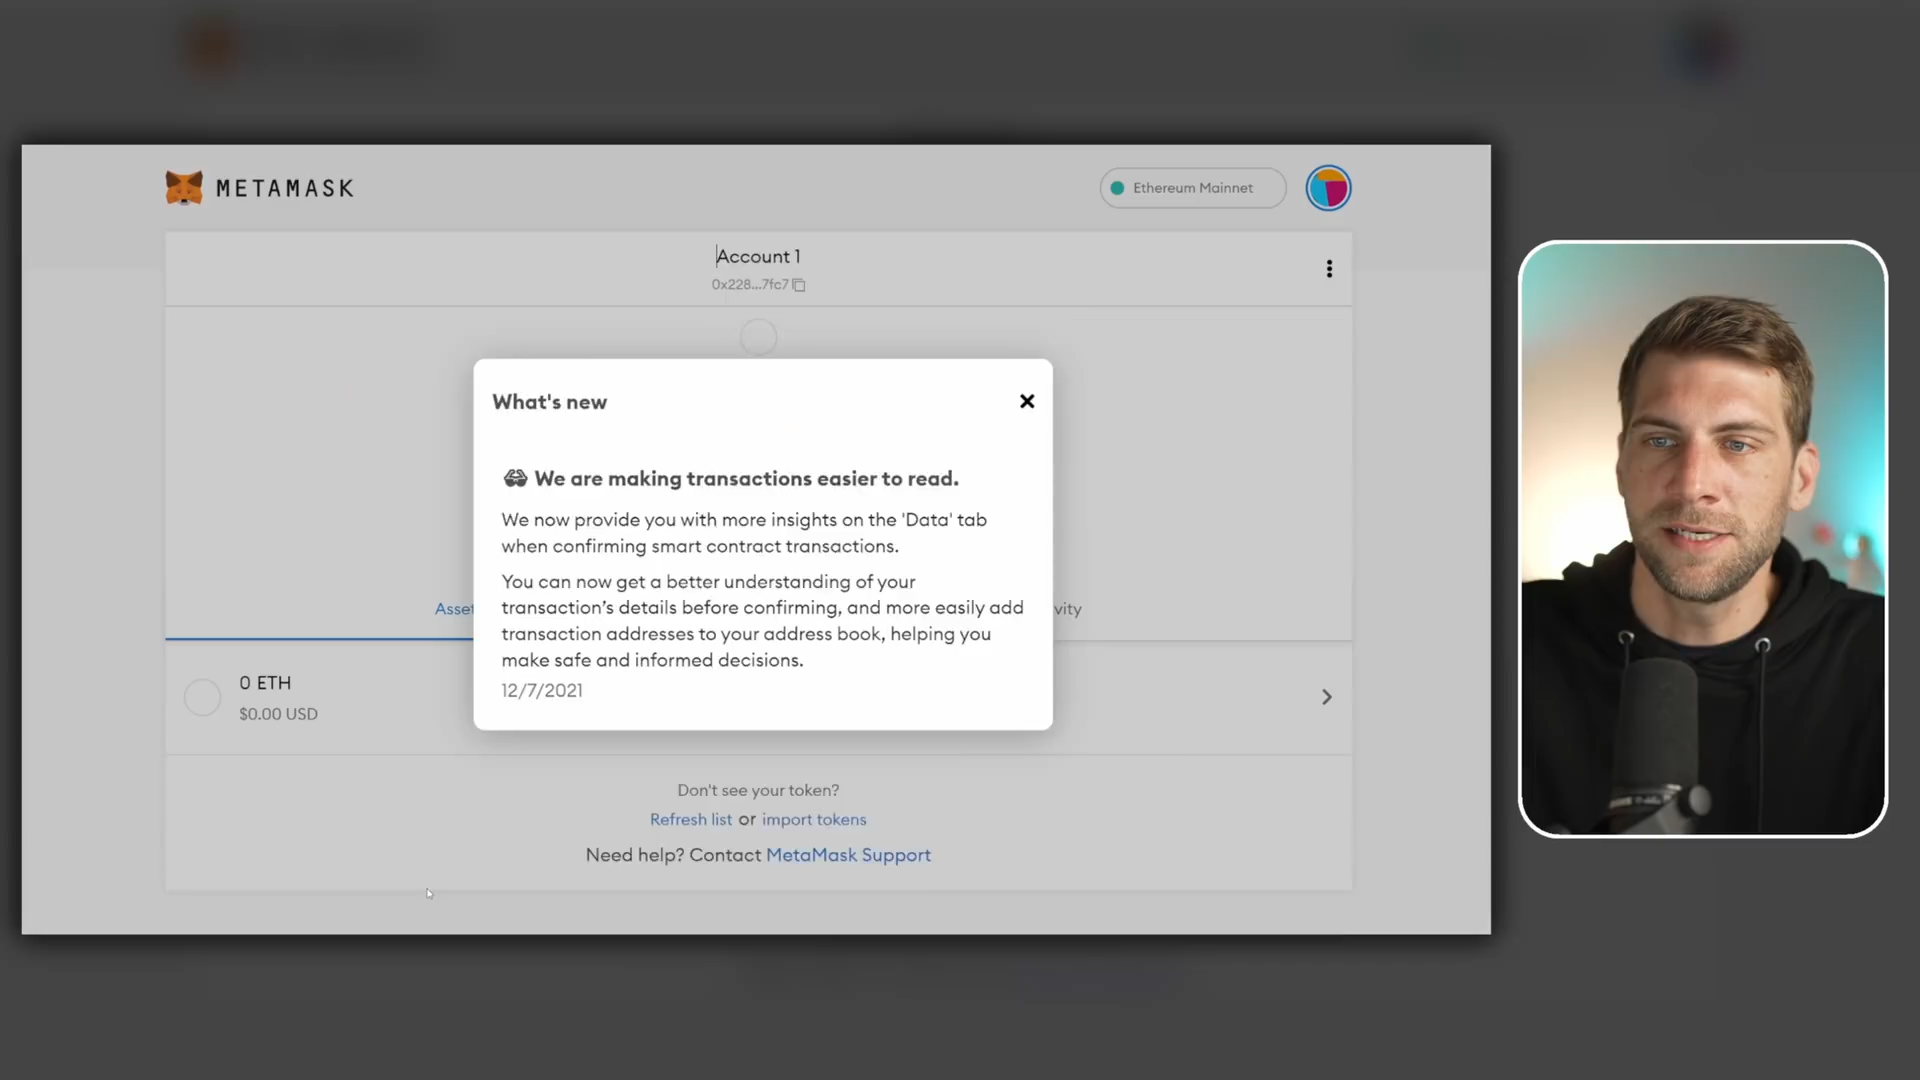 METAMASK
Ethereum Mainnet
Account 1
0x228...7fc7
What's new
We are making transactions easier to read.
We now provide you with more insights on the 'Data' tab
when confirming smart contract transactions.
You can now get a better understanding of your
transaction’s details before confirming, and more easily add
transaction addresses to your address book, helping you
make safe and informed decisions.
12/7/2021
Asset
vity
0 ETH
$0.00 USD
Don't see your token?
Refresh list or import tokens
Need help? Contact MetaMask Support